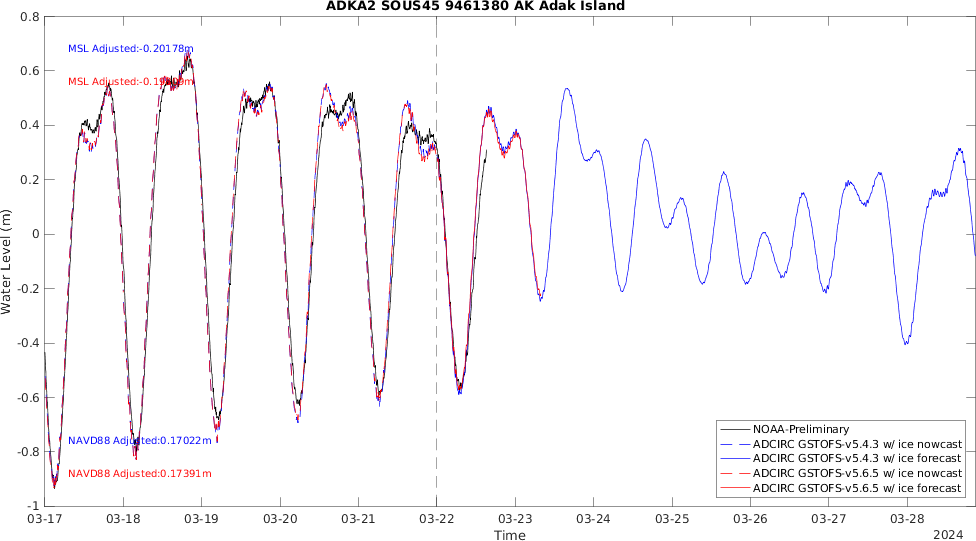 ADKA2 SOUS45 9461380 AK Adak Island
0.8
0.6
0.4
0.2
0
-0.2
-0.4
-0.6
-0.8
-1
Water Level (m)
MSL Adjusted:-0.20178m
MSL Adjusted:
NAVD88 Adjusted:0.17022m
NAVD88 Adjusted:0.17391m
NOAA-Preliminary
ADCIRC GSTOFS-v5.4.3 w/ ice nowcast
ADCIRC GSTOFS-v5.4.3 w/ ice forecast
ADCIRC GSTOFS-v5.6.5 w/ ice nowcast
ADCIRC GSTOFS-v5.6.5 w/ ice forecast
03-17 03-18 03-19 03-20 03-21 03-22 03-23 03-24 03-25 03-26 03-27 03-28
Time
2024